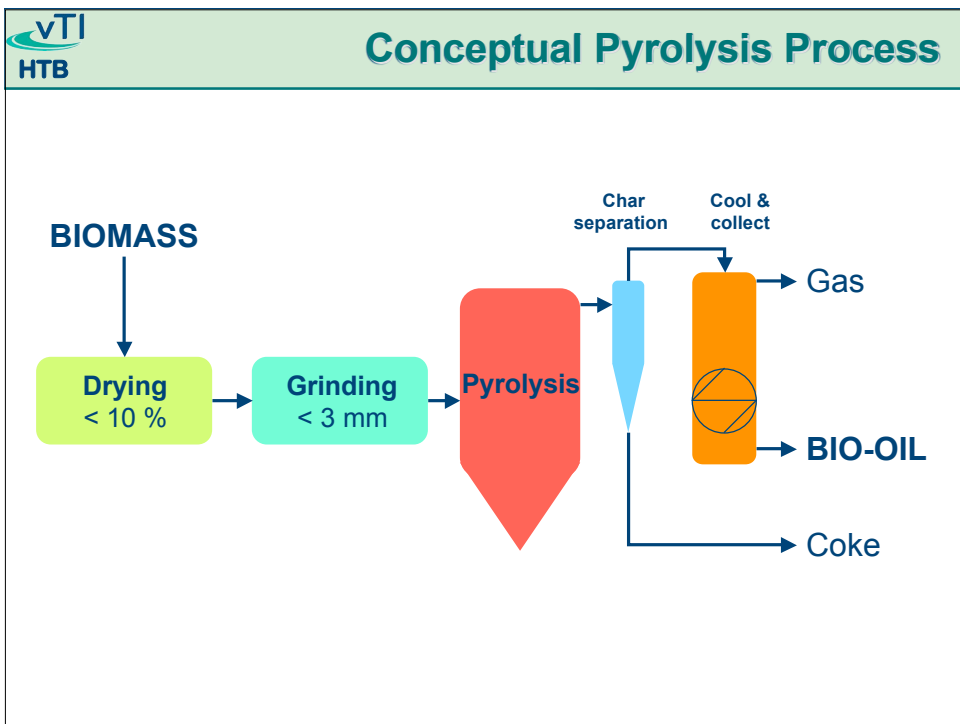 vTI
HTB
Conceptual Pyrolysis Process
Char
separation
Cool &
collect
BIOMASS
Gas
Drying
< 10 %
Grinding
< 3 mm
Pyrolysis
BIO-OIL
Coke